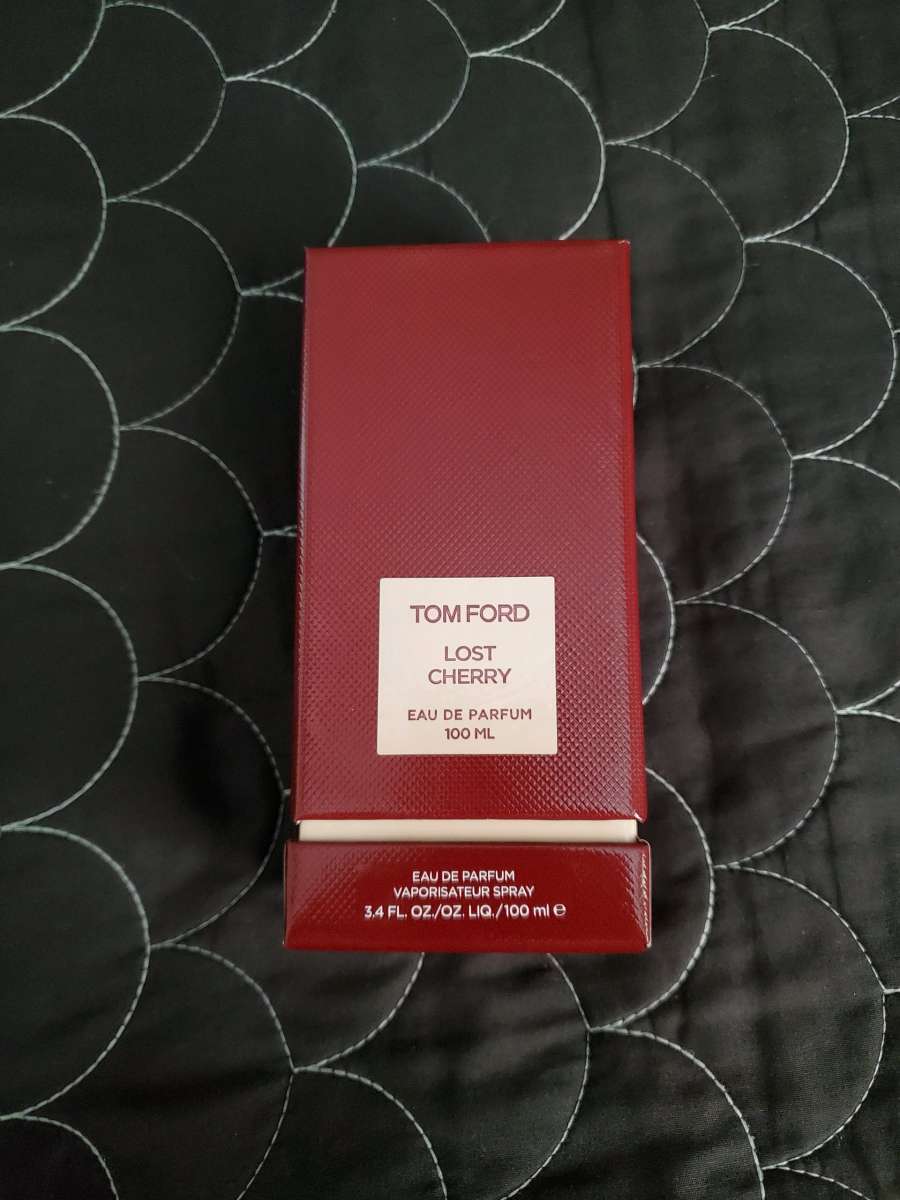 TOM FORD
LOST
CHERRY
EAU DE PARFUM
100 ML
EAU DE PARFUM
VAPORISATEUR SPRAY
3.4 FL. OZ./OZ. LIQ./100 ml ℮